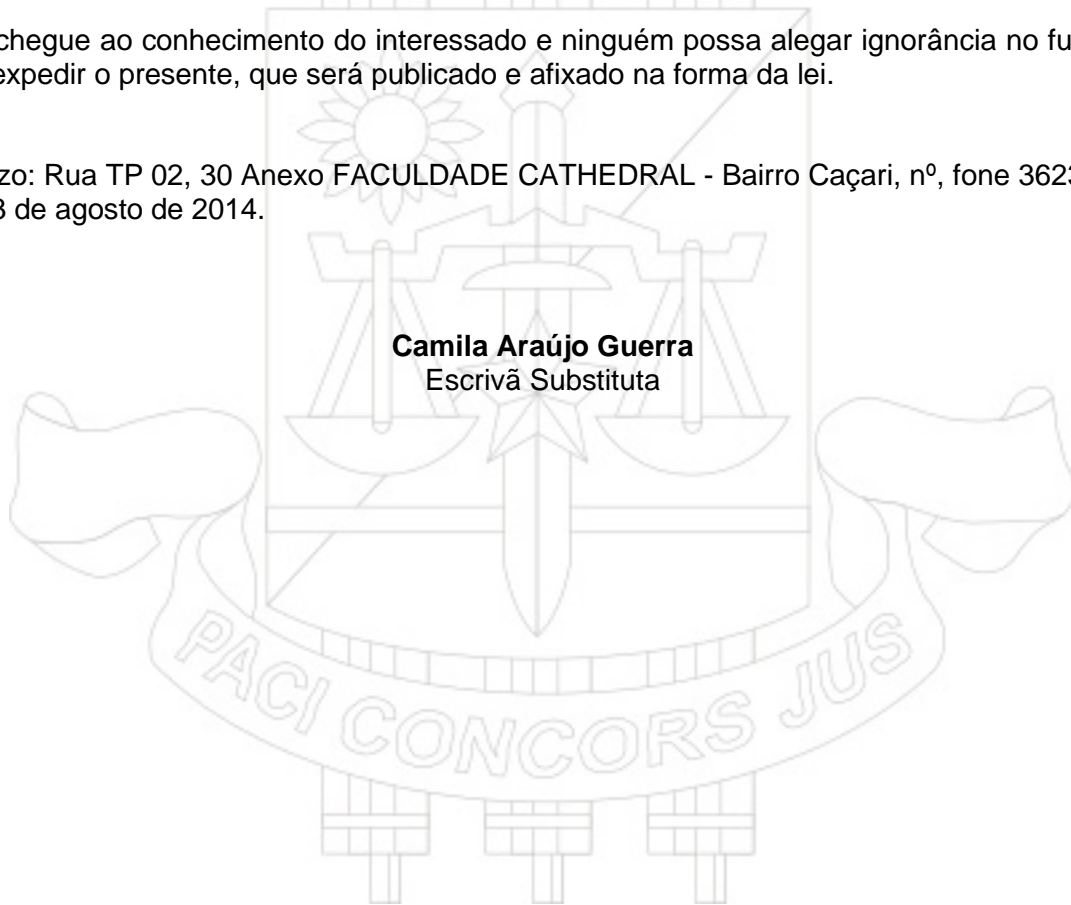 chegue ao conhecimento do interessado e ninguém possa alegar ignorância no fu
expedir o presente, que será publicado e afixado na forma da lei.
zo: Rua TP 02, 30 Anexo FACULDADE CATHEDRAL - Bairro Caçari, nº, fone 3623
de agosto de 2014.
Camila Araújo Guerra
Escrivã Substituta
PACI CONCORS JUS